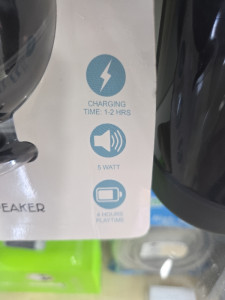 CHARGING
TIME: 1-2 HRS
5 WATT
EAKER
4 HOURS
PLAYTIME